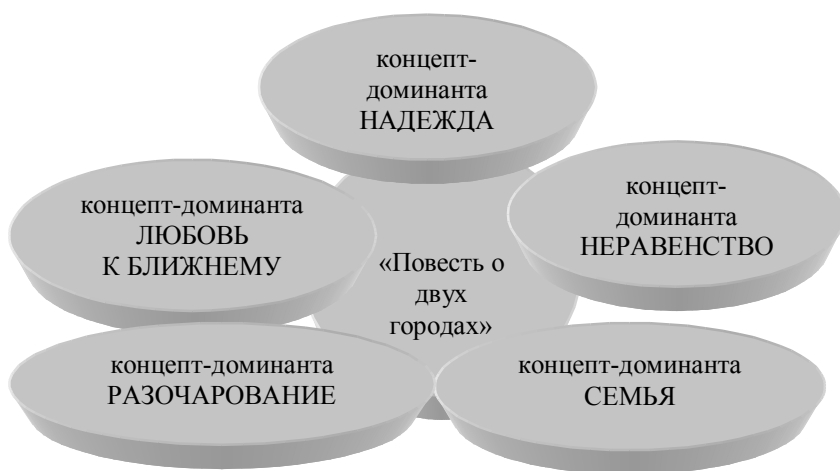 концепт-
доминанта
НАДЕЖДА
концепт-доминанта
ЛЮБОВЬ
К БЛИЖНЕМУ
концепт-
доминанта
НЕРАВЕНСТВО
«Повесть о
двух
городах»
концепт-доминанта
РАЗОЧАРОВАНИЕ
концепт-доминанта
СЕМЬЯ